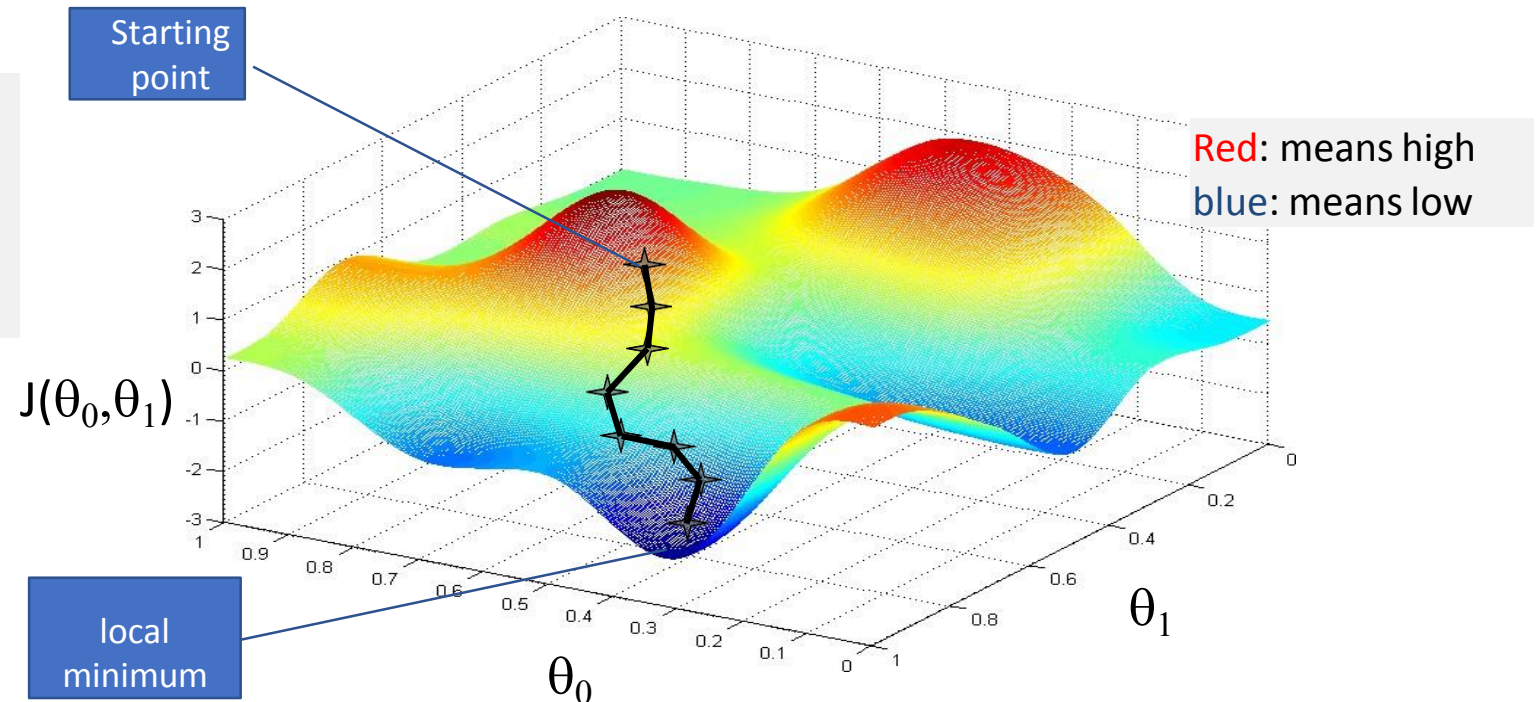 Starting
point
Red: means high
blue: means low
3
2
1
0
-1
-2
-3
J(θ₀,θ₁)
1
0.9
0.8
0.7
0.6
0.5
0.4
0.3
0.2
0.1
0
θ₀
0
0.2
0.4
0.6
0.8
1
θ₁
local
minimum